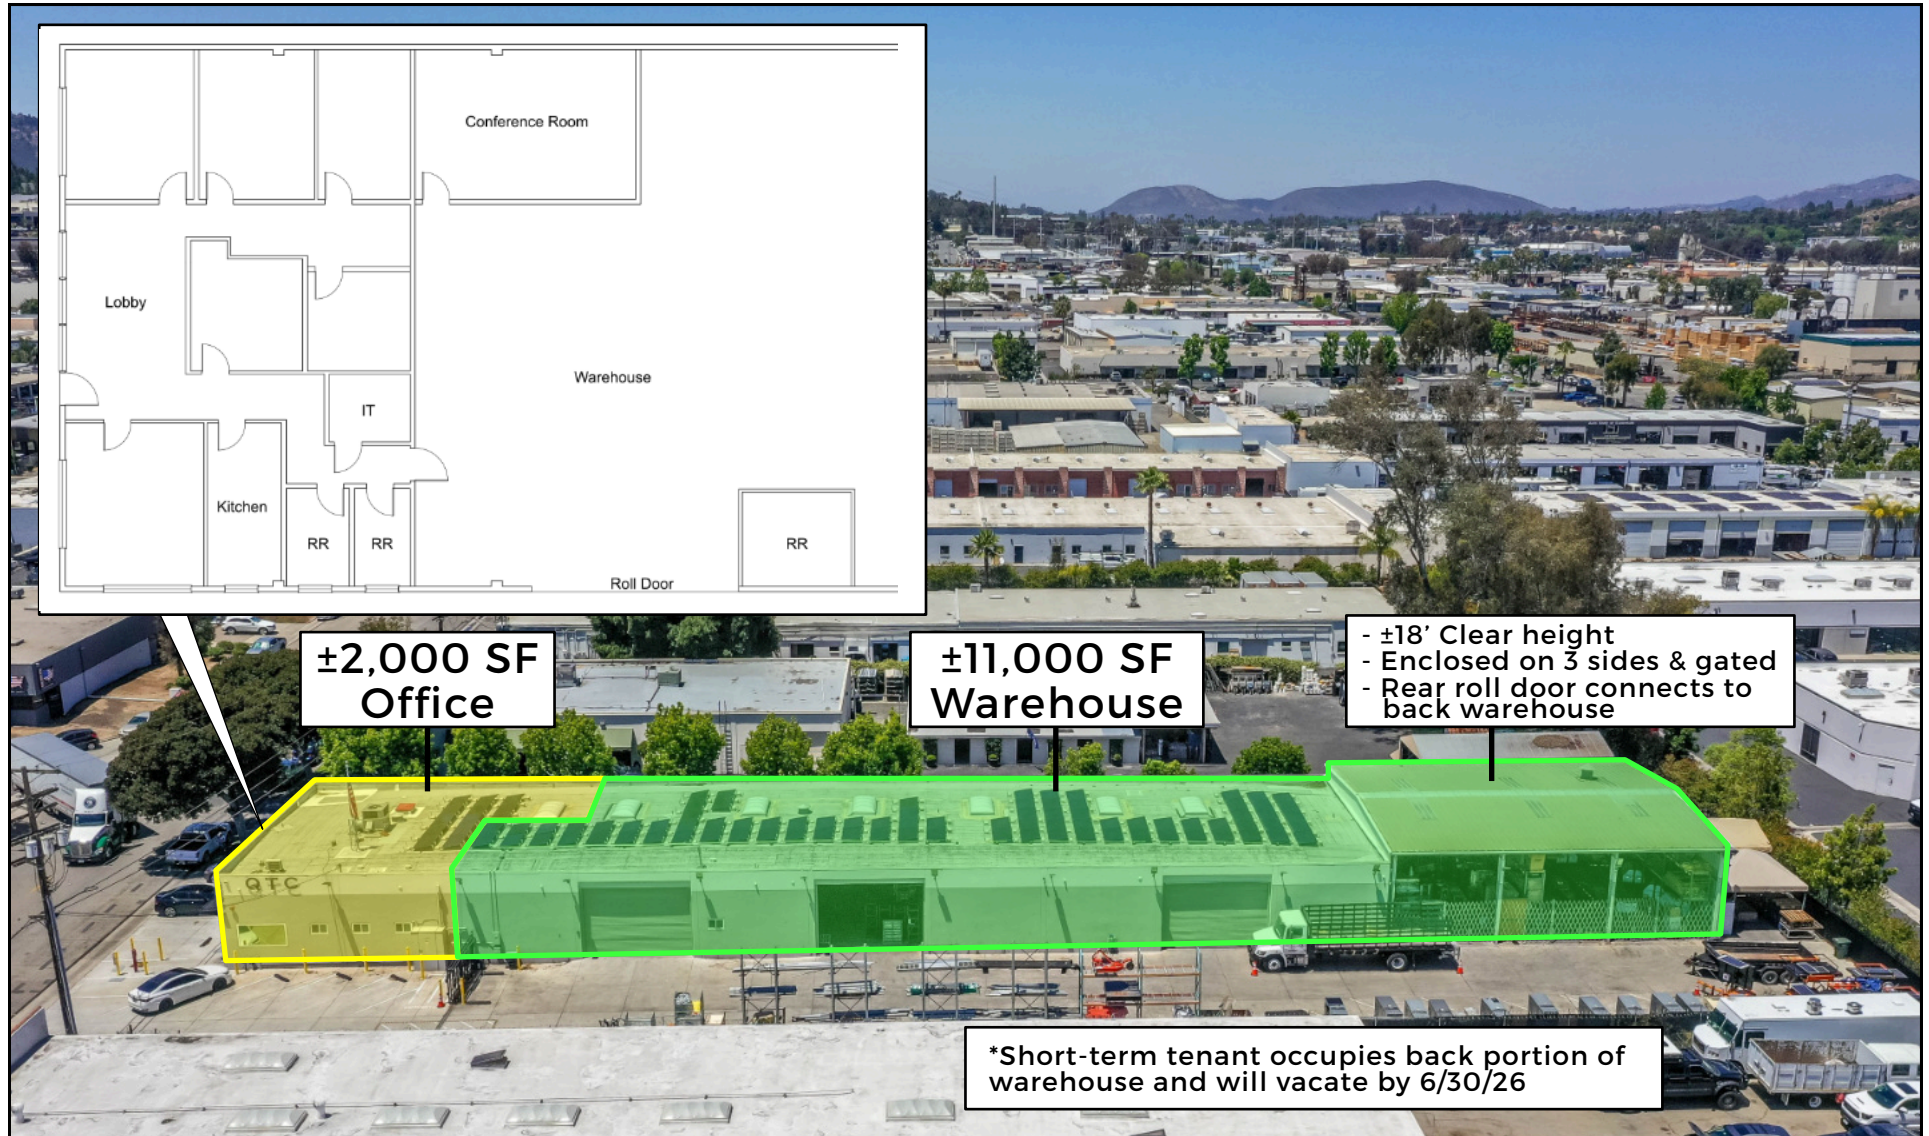 Conference Room
Lobby
Warehouse
IT
Kitchen
RR
RR
RR
Roll Door
±2,000 SF
Office
±11,000 SF
Warehouse
- ±18’ Clear height
- Enclosed on 3 sides & gated
- Rear roll door connects to
back warehouse
QTC
*Short-term tenant occupies back portion of
warehouse and will vacate by 6/30/26